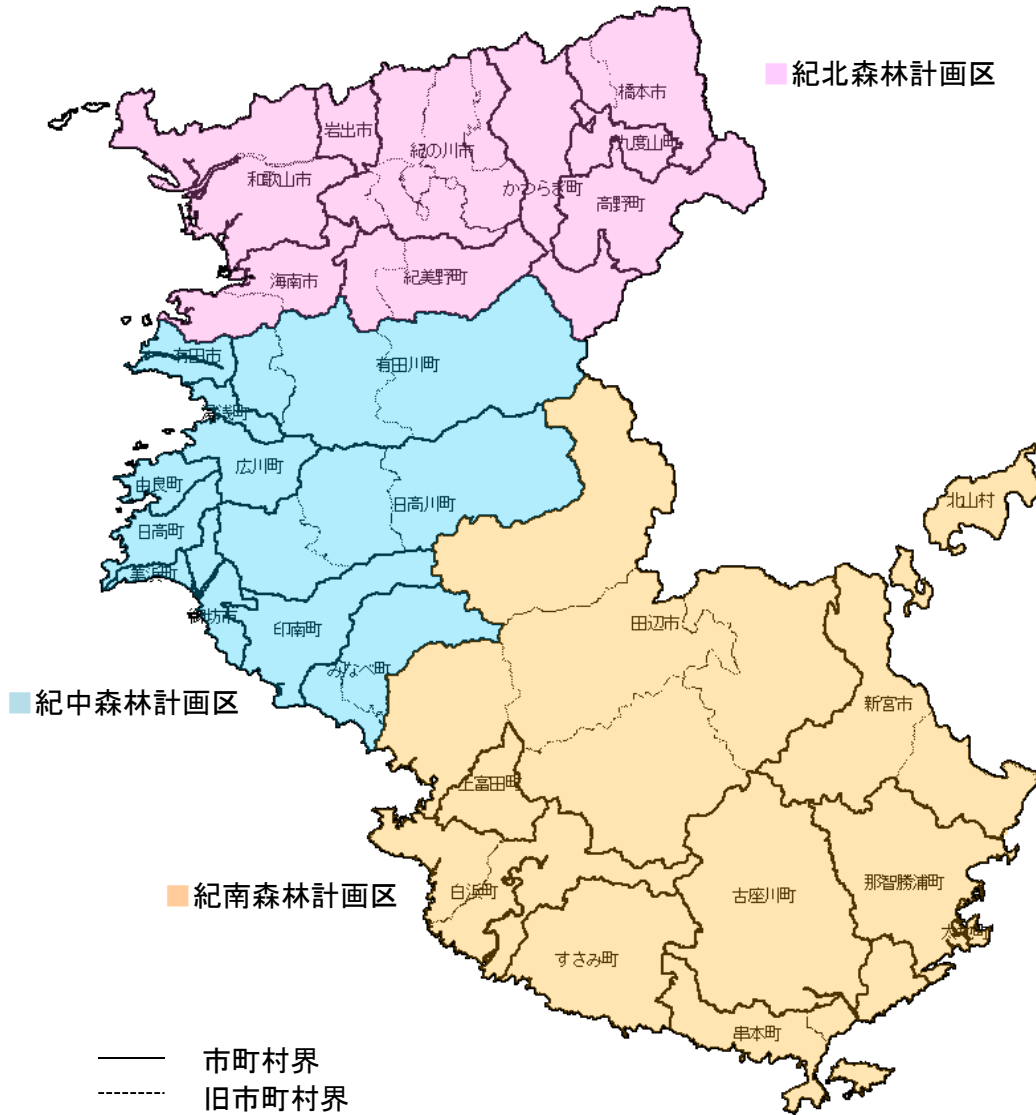 紀北森林計画区
橋本市
岩出市
九度山町
紀の川市
和歌山市
かつらぎ町
高野町
海南市
紀美野町
有田市
有田川町
湯浅町
広川町
由良町
北山村
日高川町
日高町
美浜町
御坊市
印南町
田辺市
みなべ町
紀中森林計画区
新宮市
上富田町
那智勝浦町
紀南森林計画区
白浜町
古座川町
太地町
すさみ町
串本町
市町村界
旧市町村界